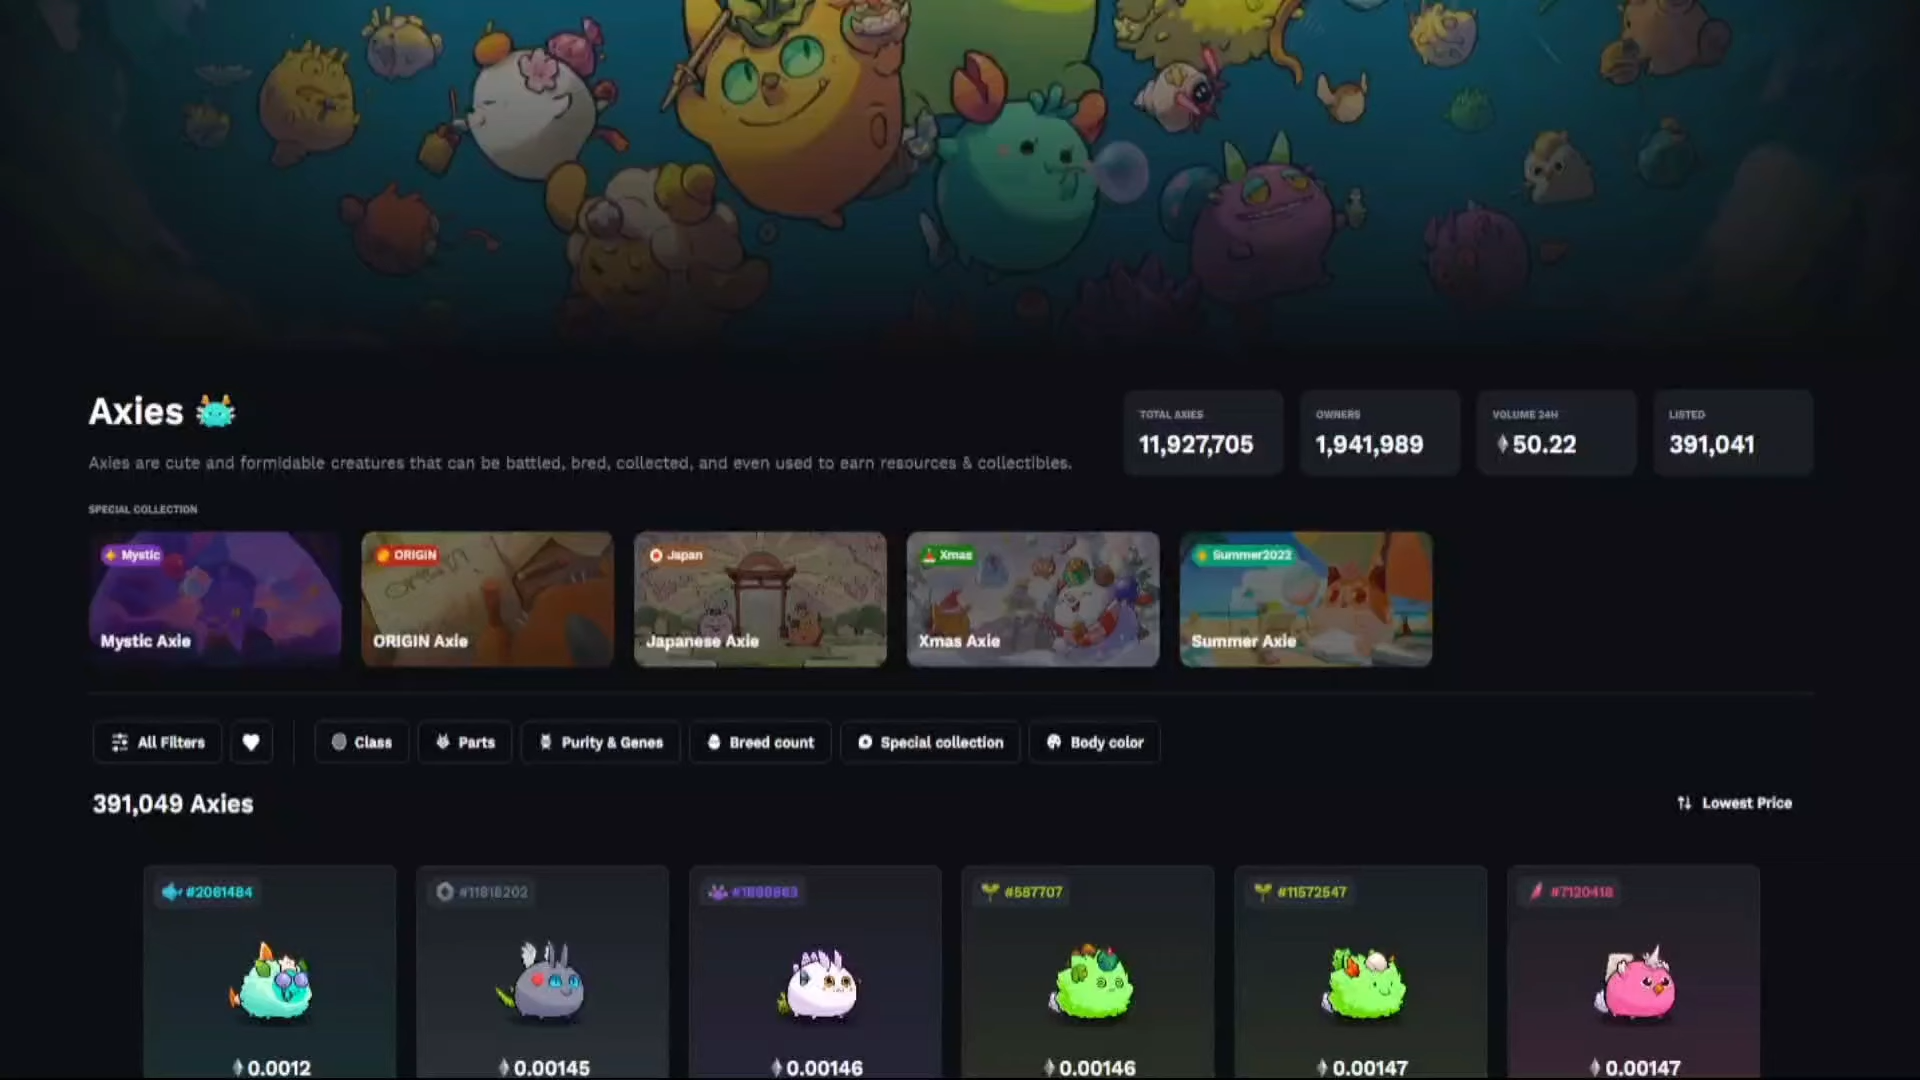 Axies
Axies are cute and formidable creatures that can be battled, bred, collected, and even used to earn resources & collectibles.
TOTAL AXIES
11,927,705
OWNERS
1,941,989
VOLUME 24H
50.22
LISTED
391,041
SPECIAL COLLECTION
Mystic
Mystic Axie
ORIGIN
ORIGIN Axie
Japan
Japanese Axie
Xmas
Xmas Axie
Summer2022
Summer Axie
All Filters
Class
Parts
Purity & Genes
Breed count
Special collection
Body color
391,049 Axies
Lowest Price
#2081484
#587707
#11572547
#7120418
0.0012
0.00145
0.00146
0.00146
0.00147
0.00147